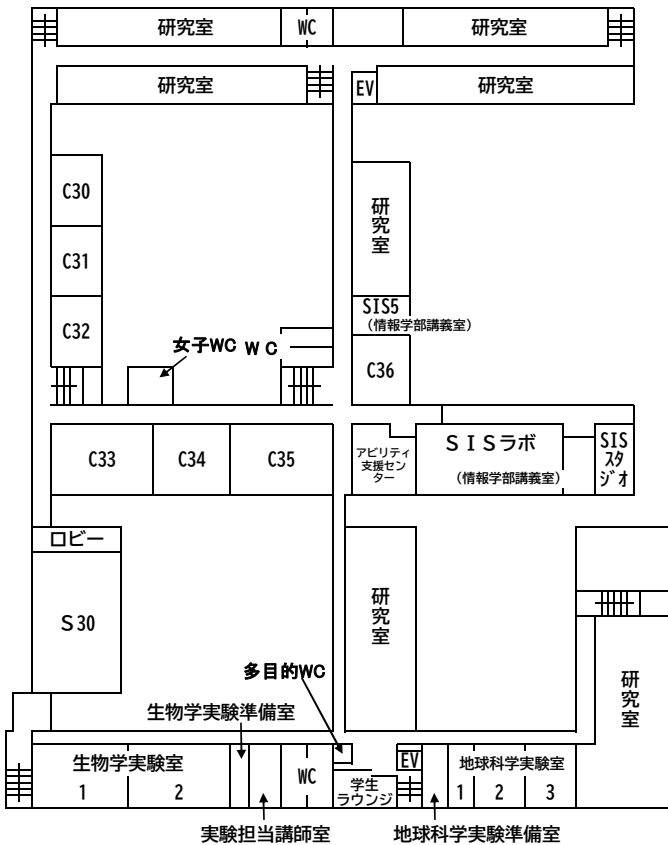 研究室
WC
研究室
研究室
EV
研究室
C30
研究室
C31
SIS5
(情報学部講義室)
C32
女子WC
ＷＣ
C36
C33
C34
C35
アビリティ
支援セン
ター
ＳＩＳラボ
(情報学部講義室)
SIS
スタ
ジオ
ロビー
S30
研究室
研究室
多目的WC
生物学実験準備室
生物学実験室
1
2
WC
学生
ラウンジ
EV
地球科学実験室
1
2
3
実験担当講師室
地球科学実験準備室